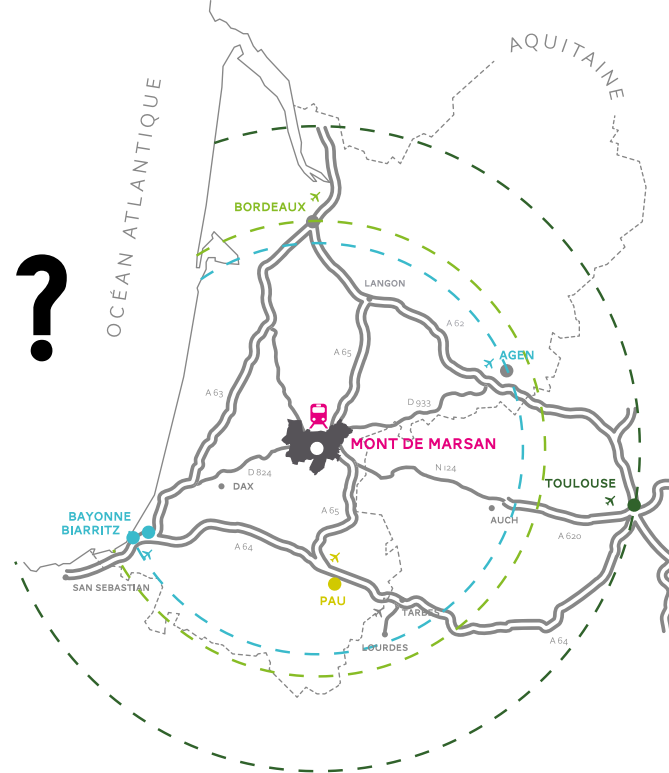 AQUITAINE
OCÉAN ATLANTIQUE
BORDEAUX
?
LANGON
A 62
A 65
AGEN
A 63
D 933
MONT DE MARSAN
D 824
N 124
DAX
TOULOUSE
A 65
BAYONNE
BIARRITZ
AUCH
A 620
A 64
SAN SEBASTIAN
PAU
TARBES
LOURDES
A 64